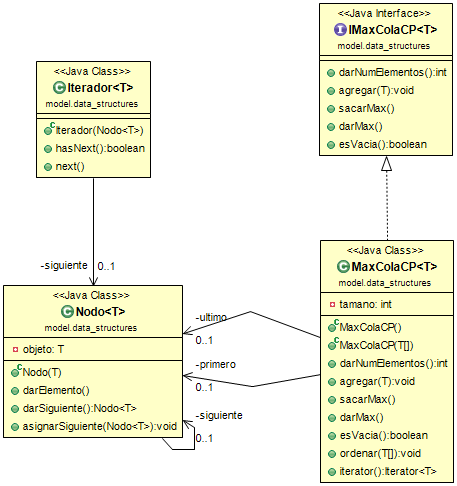 <<Java Interface>>
IMaxColaCP<T>
model.data_structures
darNumElementos():int
agregar(T):void
sacarMax()
darMax()
esVacia():boolean
<<Java Class>>
Iterador<T>
model.data_structures
Iterador(Nodo<T>)
hasNext():boolean
next()
-siguiente
0..1
<<Java Class>>
Nodo<T>
model.data_structures
objeto: T
Nodo(T)
darElemento()
darSiguiente():Nodo<T>
asignarSiguiente(Nodo<T>):void
-ultimo
0..1
-primero
0..1
-siguiente
0..1
<<Java Class>>
MaxColaCP<T>
model.data_structures
tamano: int
MaxColaCP()
MaxColaCP(T[])
darNumElementos():int
agregar(T):void
sacarMax()
darMax()
esVacia():boolean
ordenar(T[]):void
iterator():Iterator<T>